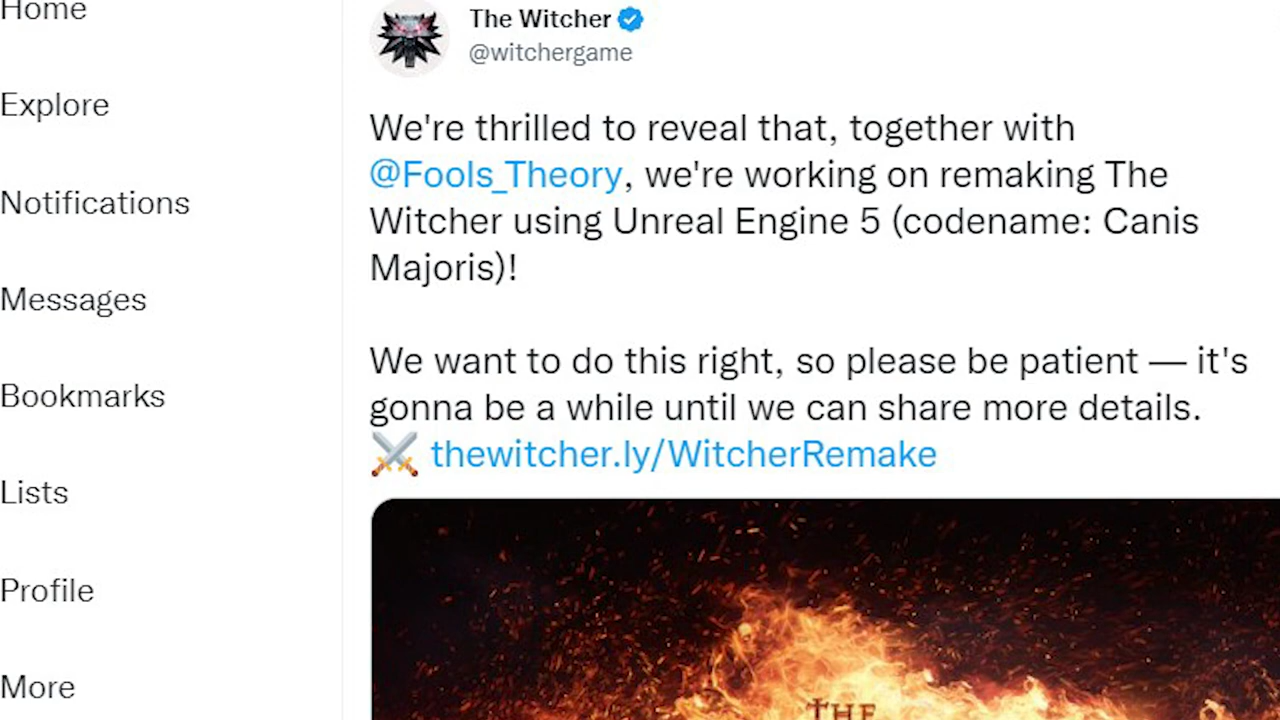 Home
Explore
Notifications
Messages
Bookmarks
Lists
Profile
More
The Witcher
@witchergame
We're thrilled to reveal that, together with
@Fools_Theory, we're working on remaking The
Witcher using Unreal Engine 5 (codename: Canis
Majoris)!
We want to do this right, so please be patient — it's
gonna be a while until we can share more details.
⚔️ thewitcher.ly/WitcherRemake
THE